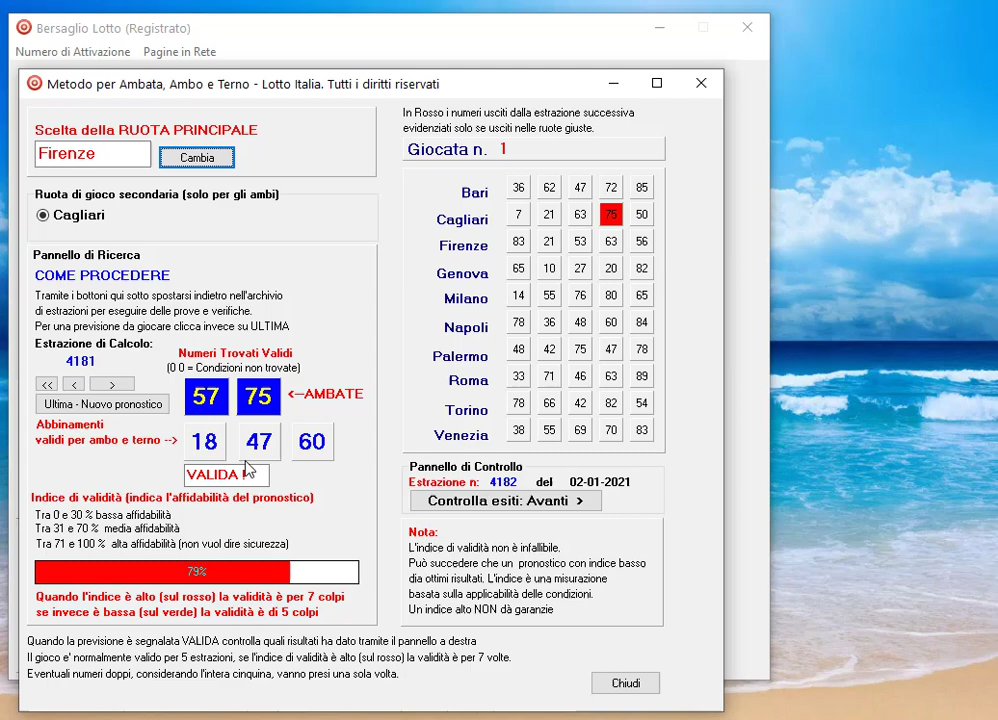 Bersaglio Lotto (Registrato)
Numero di Attivazione Pagine in Rete
Metodo per Ambata, Ambo e Terno - Lotto Italia. Tutti i diritti riservati
Scelta della RUOTA PRINCIPALE
Firenze
Cambia
Ruota di gioco secondaria (solo per gli ambi)
Cagliari
Pannello di Ricerca
COME PROCEDERE
Tramite i bottoni qui sotto spostarsi indietro nell'archivio
di estrazioni per eseguire delle prove e verifiche.
Per una previsione da giocare clicca invece su ULTIMA
Estrazione di Calcolo:
4181
Numeri Trovati Validi
(0 0 = Condizioni non trovate)
<< < >
Ultima - Nuovo pronostico
57 75 <--AMBATE
Abbinamenti
validi per ambo e terno -->
18 47 60
VALIDA !
Indice di validità (indica l'affidabilità del pronostico)
Tra 0 e 30 % bassa affidabilità
Tra 31 e 70 % media affidabilità
Tra 71 e 100 % alta affidabilità (non vuol dire sicurezza)
79%
Quando l'indice è alto (sul rosso) la validità è per 7 colpi
se invece è bassa (sul verde) la validità è di 5 colpi
In Rosso i numeri usciti dalla estrazione successiva
evidenziati solo se usciti nelle ruote giuste.
Giocata n. 1
Bari 36 62 47 72 85
Cagliari 7 21 63 75 50
Firenze 83 21 53 63 56
Genova 65 10 27 20 82
Milano 14 55 76 80 65
Napoli 78 36 48 60 84
Palermo 48 42 75 47 78
Roma 33 71 46 63 89
Torino 78 66 42 82 54
Venezia 38 55 69 70 83
Pannello di Controllo
Estrazione n: 4182 del 02-01-2021
Controlla esiti: Avanti >
Nota:
L'indice di validità non è infallibile.
Può succedere che un pronostico con indice basso
dia ottimi risultati. L'indice è una misurazione
basata sulla applicabilità delle condizioni.
Un indice alto NON dà garanzie
Quando la previsione è segnalata VALIDA controlla quali risultati ha dato tramite il pannello a destra
Il gioco e' normalmente valido per 5 estrazioni, se l'indice di validità è alto (sul rosso) la validità è per 7 volte.
Eventuali numeri doppi, considerando l'intera cinquina, vanno presi una sola volta.
Chiudi